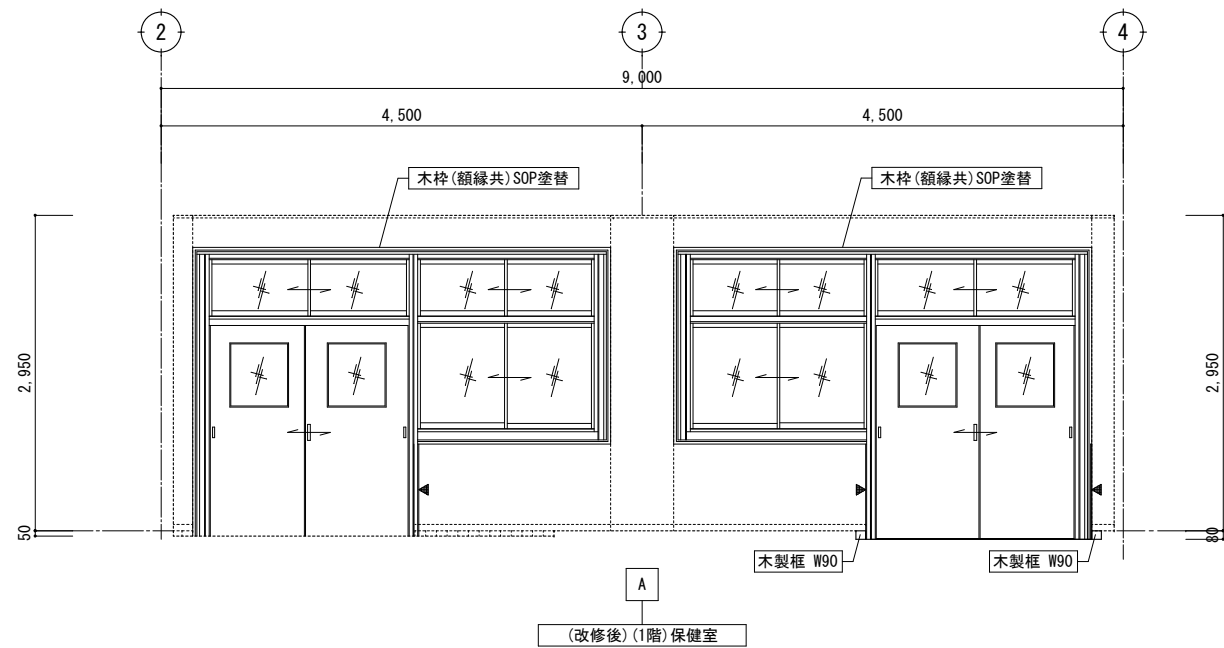 2
3
4
9,000
4,500
4,500
木枠(額縁共)SOP塗替
木枠(額縁共)SOP塗替
2,950
2,950
50
80
木製框 W90
木製框 W90
A
(改修後)(1階)保健室